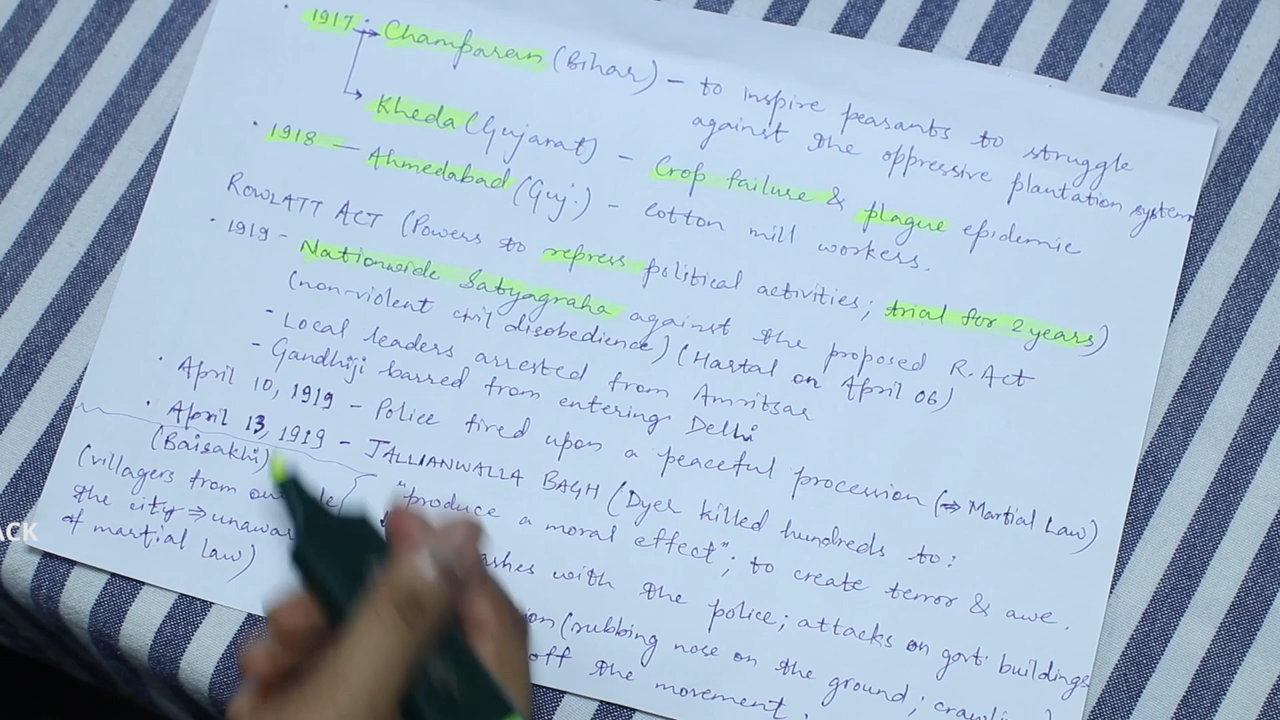 • 1917 : → Champaran (Bihar) – to inspire peasants to struggle
against the oppressive plantation system
→ Kheda (Gujarat) – Crop failure & plague epidemic
• 1918 — Ahmedabad (Guj.) – Cotton mill workers.
ROWLATT ACT (Powers to repress political activities; trial for 2 years)
• 1919 – Nationwide Satyagraha against the proposed R. Act
(non-violent civil disobedience) (Hartal on April 06)
- Local leaders arrested from Amritsar
- Gandhiji barred from entering Delhi
• April 10, 1919 – Police fired upon a peaceful procession (⇒ Martial Law)
• April 13, 1919 – JALLIANWALLA BAGH (Dyer killed hundreds to:
(Baisakhi)
"produce a moral effect"; to create terror & awe.
(villagers from
the city ⇒
of martial law)
with the police; attacks on govt. buildings
(rubbing nose on the ground;
off the movement.
ACK